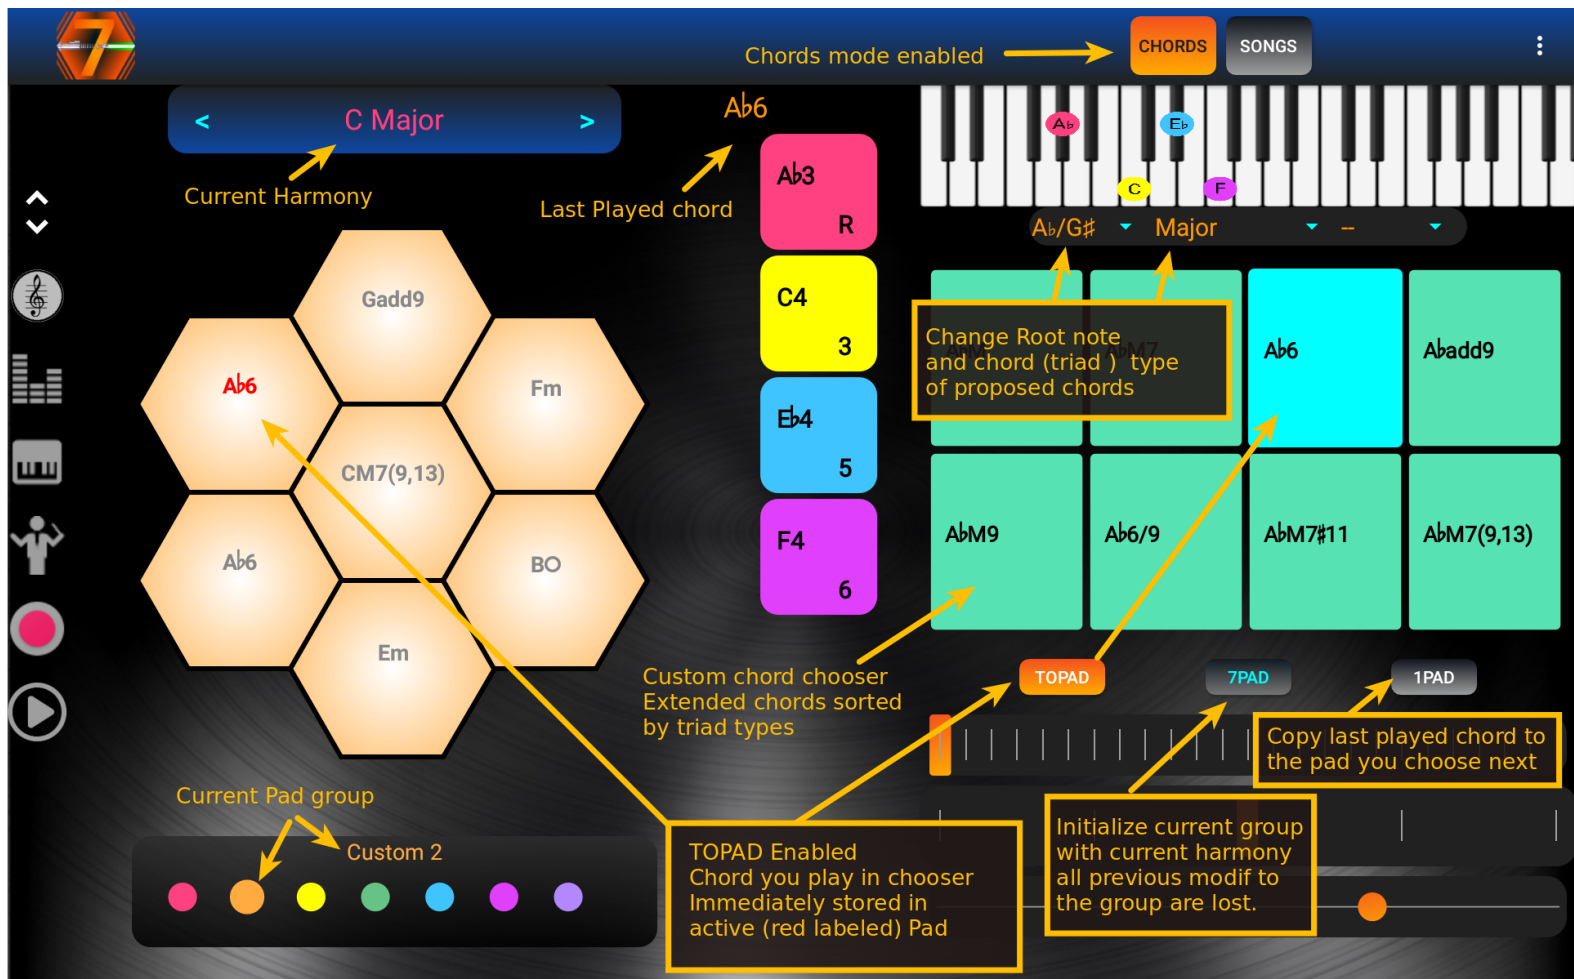 7
Chords mode enabled
CHORDS
SONGS
< C Major >
Current Harmony
A♭6
Last Played chord
A♭
E♭
C
F
A♭/G♯
Major
--
A♭3
R
C4
3
E♭4
5
F4
6
Gadd9
A♭6
Fm
CM7(9,13)
A♭6
BO
Em
Change Root note
and chord (triad ) type
of proposed chords
A♭M
A♭M7
A♭6
A♭add9
A♭M9
A♭6/9
A♭M7♯11
A♭M7(9,13)
Custom chord chooser
Extended chords sorted
by triad types
TOPAD
7PAD
1PAD
Copy last played chord to
the pad you choose next
Current Pad group
Custom 2
TOPAD Enabled
Chord you play in chooser
Immediately stored in
active (red labeled) Pad
Initialize current group
with current harmony
all previous modif to
the group are lost.